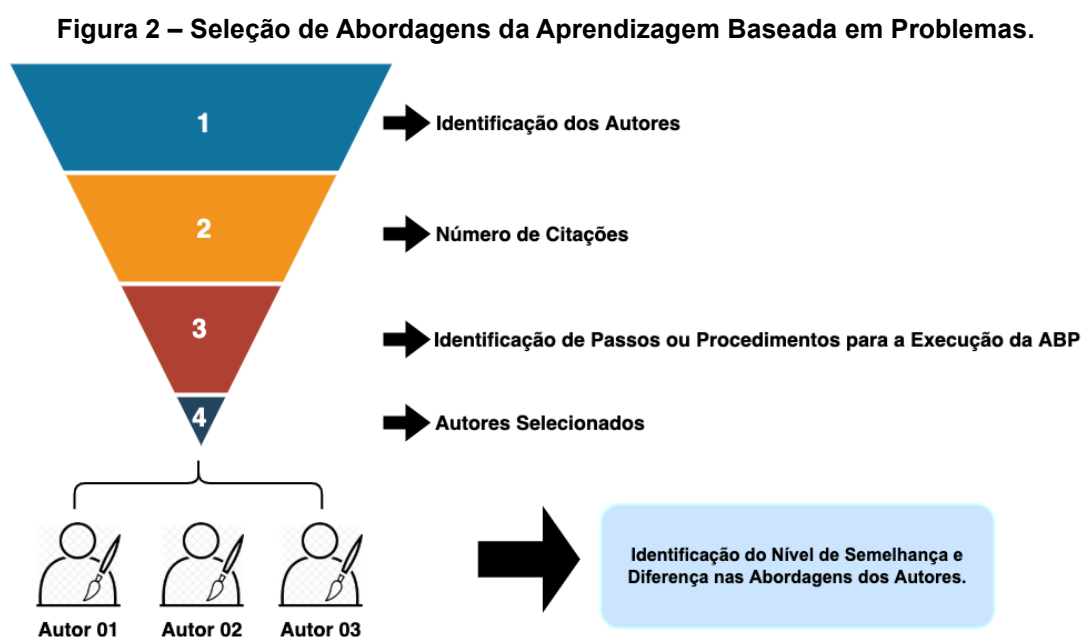 Figura 2 – Seleção de Abordagens da Aprendizagem Baseada em Problemas.
1
Identificação dos Autores
2
Número de Citações
3
Identificação de Passos ou Procedimentos para a Execução da ABP
4
Autores Selecionados
Identificação do Nível de Semelhança e
Diferença nas Abordagens dos Autores.
Autor 01
Autor 02
Autor 03